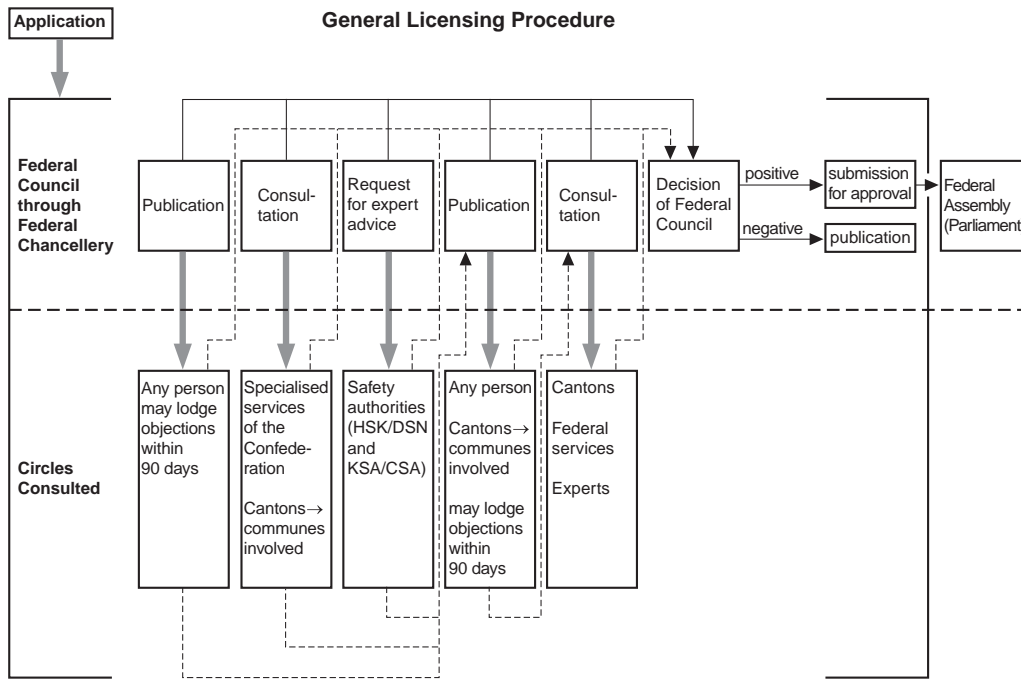 Application
General Licensing Procedure
Federal
Council
through
Federal
Chancellery
Publication
Consul-
tation
Request
for expert
advice
Publication
Consul-
tation
Decision
of Federal
Council
positive
negative
submission
for approval
publication
Federal
Assembly
(Parliament
Circles
Consulted
Any person
may lodge
objections
within
90 days
Specialised
services
of the
Confede-
ration
Cantons→
communes
involved
Safety
authorities
(HSK/DSN
and
KSA/CSA)
Any person
Cantons→
communes
involved
may lodge
objections
within
90 days
Cantons
Federal
services
Experts